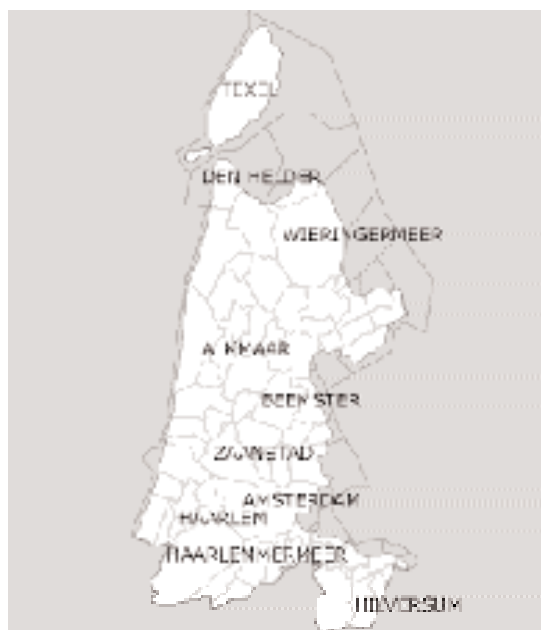 TEXEL
DEN HELDER
WIERINGERMEER
ALKMAAR
BEEMSTER
ZAANSTAD
AMSTERDAM
HAARLEM
HAARLEMMERMEER
HILVERSUM